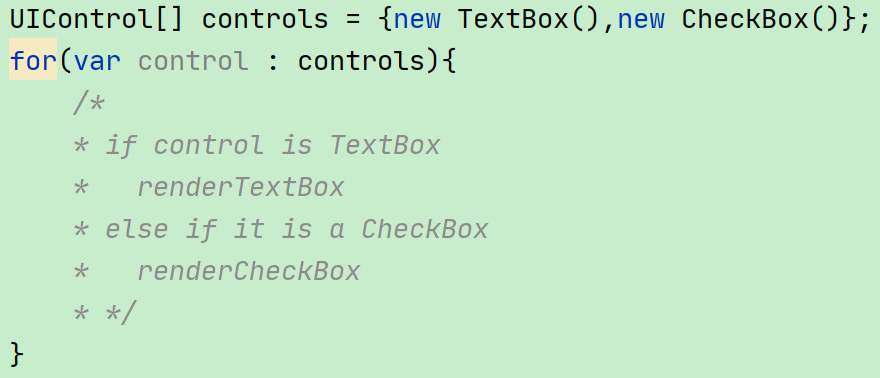 UIControl[] controls = {new TextBox(),new CheckBox()};
for(var control : controls){
    /*
    * if control is TextBox
    *   renderTextBox
    * else if it is a CheckBox
    *   renderCheckBox
    * */
}